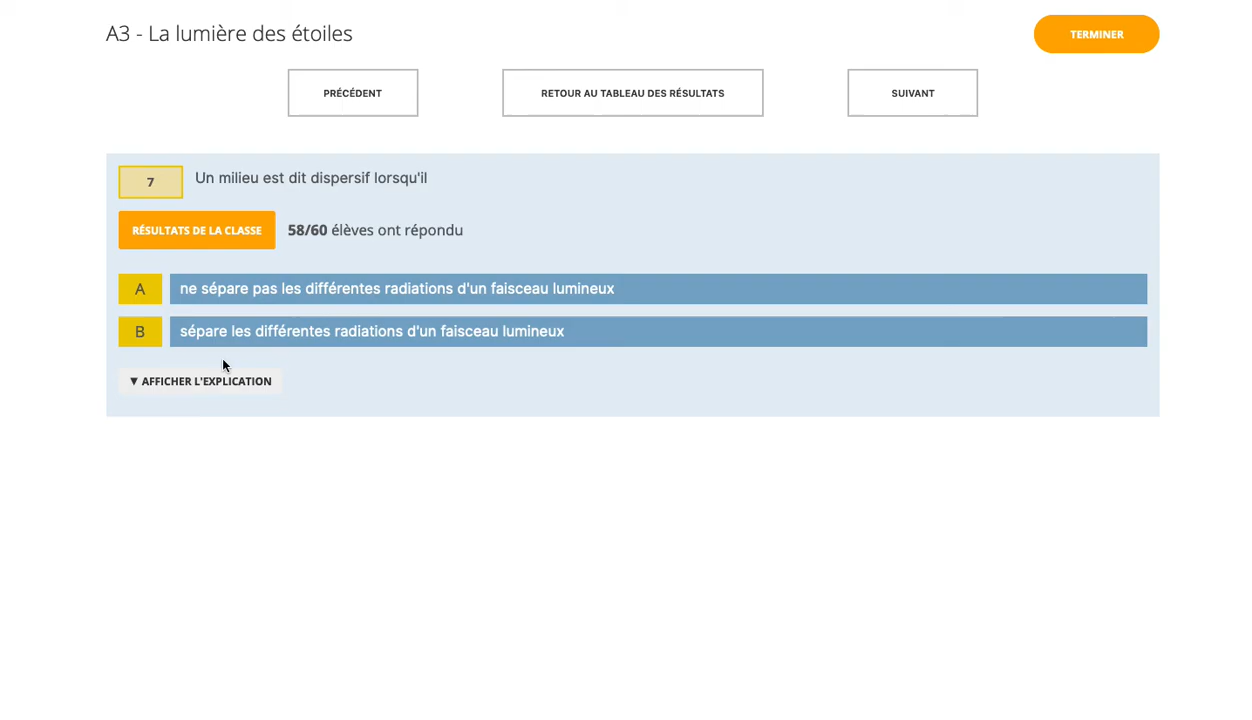 A3 - La lumière des étoiles
TERMINER
PRÉCÉDENT
RETOUR AU TABLEAU DES RÉSULTATS
SUIVANT
7
Un milieu est dit dispersif lorsqu'il
RÉSULTATS DE LA CLASSE
58/60 élèves ont répondu
A
ne sépare pas les différentes radiations d'un faisceau lumineux
B
sépare les différentes radiations d'un faisceau lumineux
▼ AFFICHER L'EXPLICATION